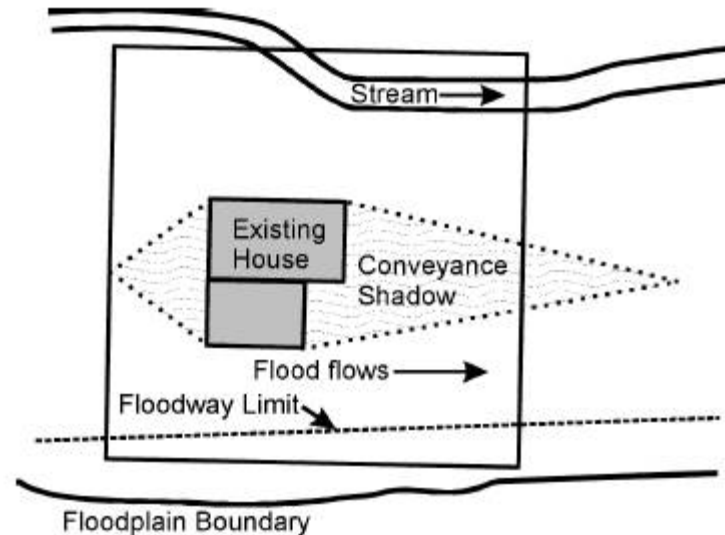 Stream
Existing
House
Conveyance
Shadow
Flood flows
Floodway Limit
Floodplain Boundary